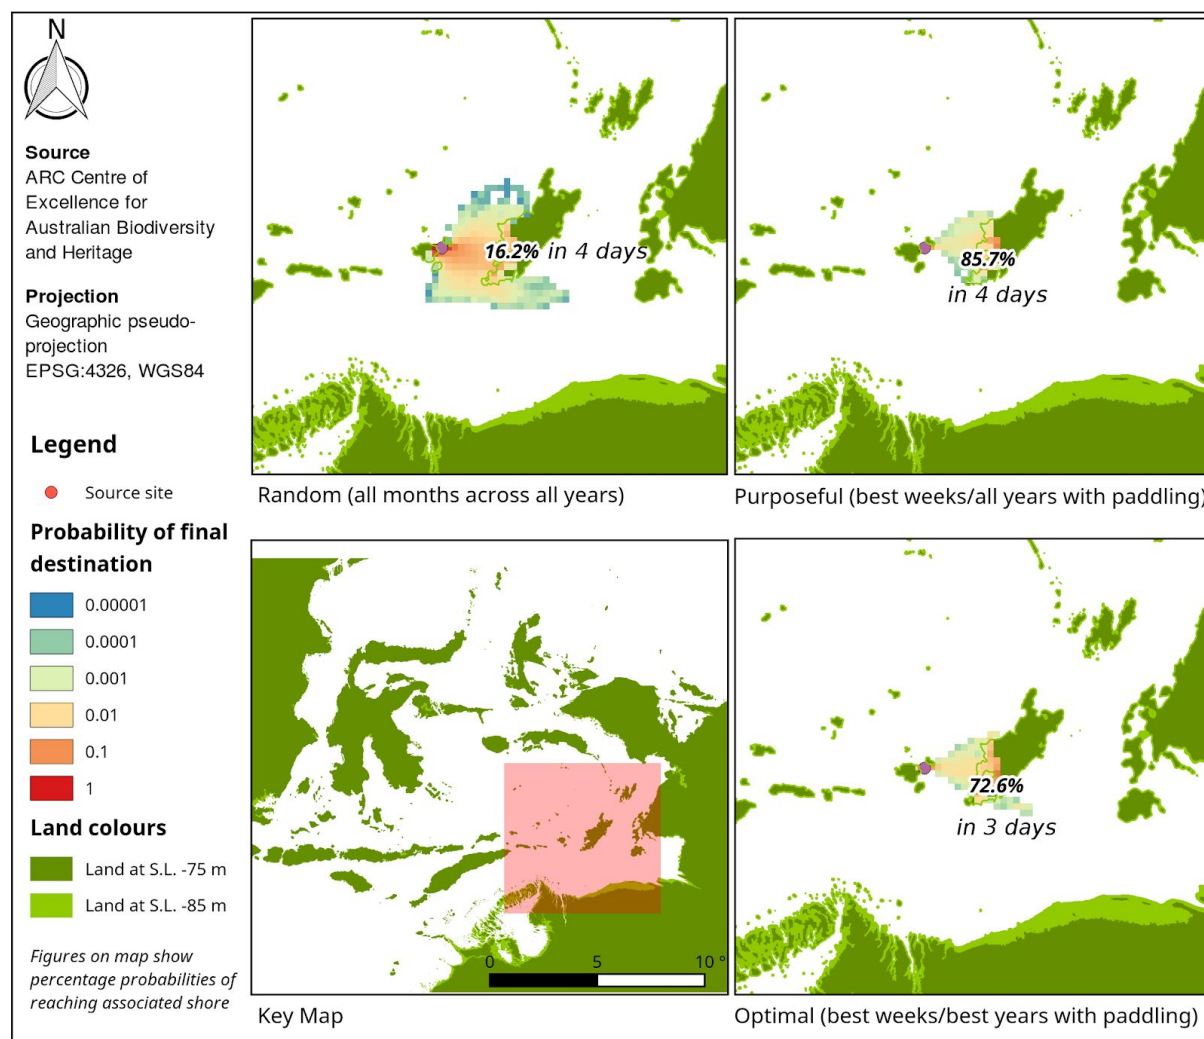 N
Source
ARC Centre of
Excellence for
Australian Biodiversity
and Heritage
Projection
Geographic pseudo-
projection
EPSG:4326, WGS84
Legend
Source site
Probability of final
destination
0.00001
0.0001
0.001
0.01
0.1
1
Land colours
Land at S.L. -75 m
Land at S.L. -85 m
Figures on map show
percentage probabilities of
reaching associated shore
16.2% in 4 days
Random (all months across all years)
85.7%
in 4 days
Purposeful (best weeks/all years with paddling)
0 5 10 °
Key Map
72.6%
in 3 days
Optimal (best weeks/best years with paddling)